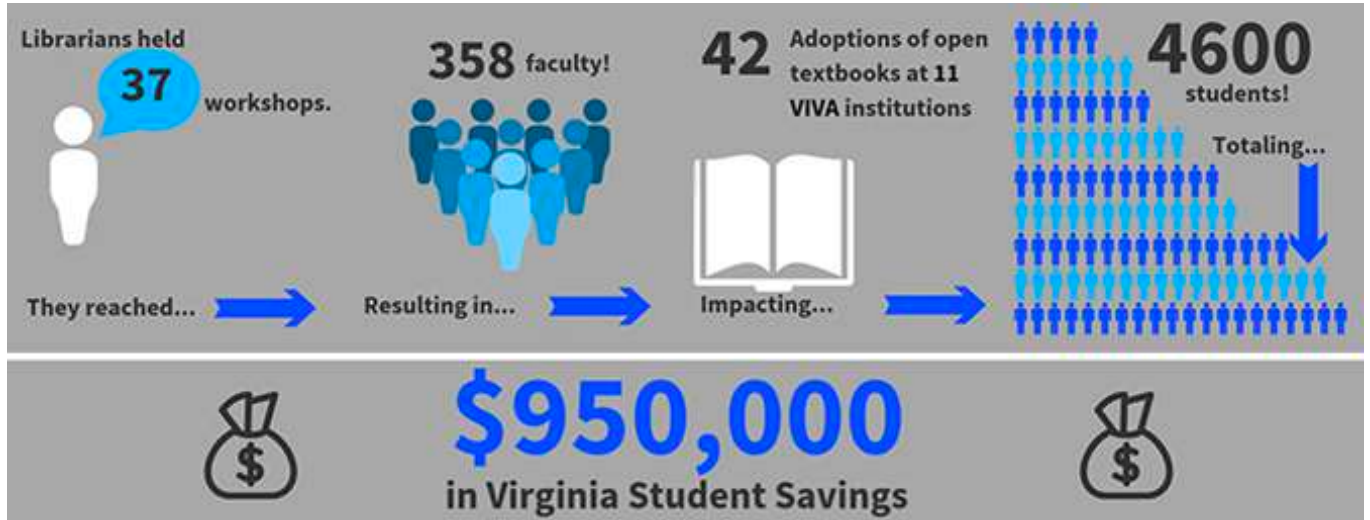 Librarians held
37
workshops.
They reached...
358 faculty!
Resulting in...
42
Adoptions of open
textbooks at 11
VIVA institutions
Impacting...
4600
students!
Totaling...
$950,000
in Virginia Student Savings
$
$